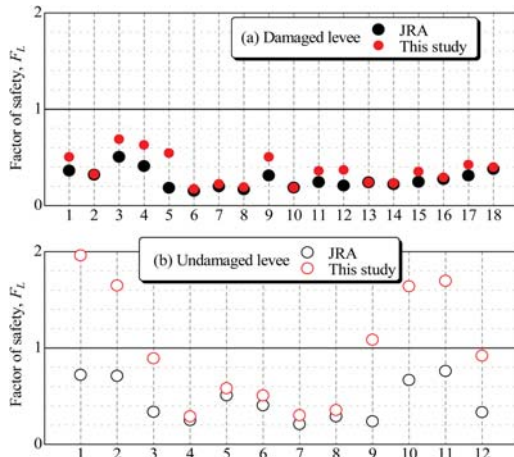 2
(a) Damaged levee
JRA
This study
1
0
Factor of safety, F_L
1 2 3 4 5 6 7 8 9 10 11 12 13 14 15 16 17 18
2
(b) Undamaged levee
JRA
This study
1
0
Factor of safety, F_L
1 2 3 4 5 6 7 8 9 10 11 12